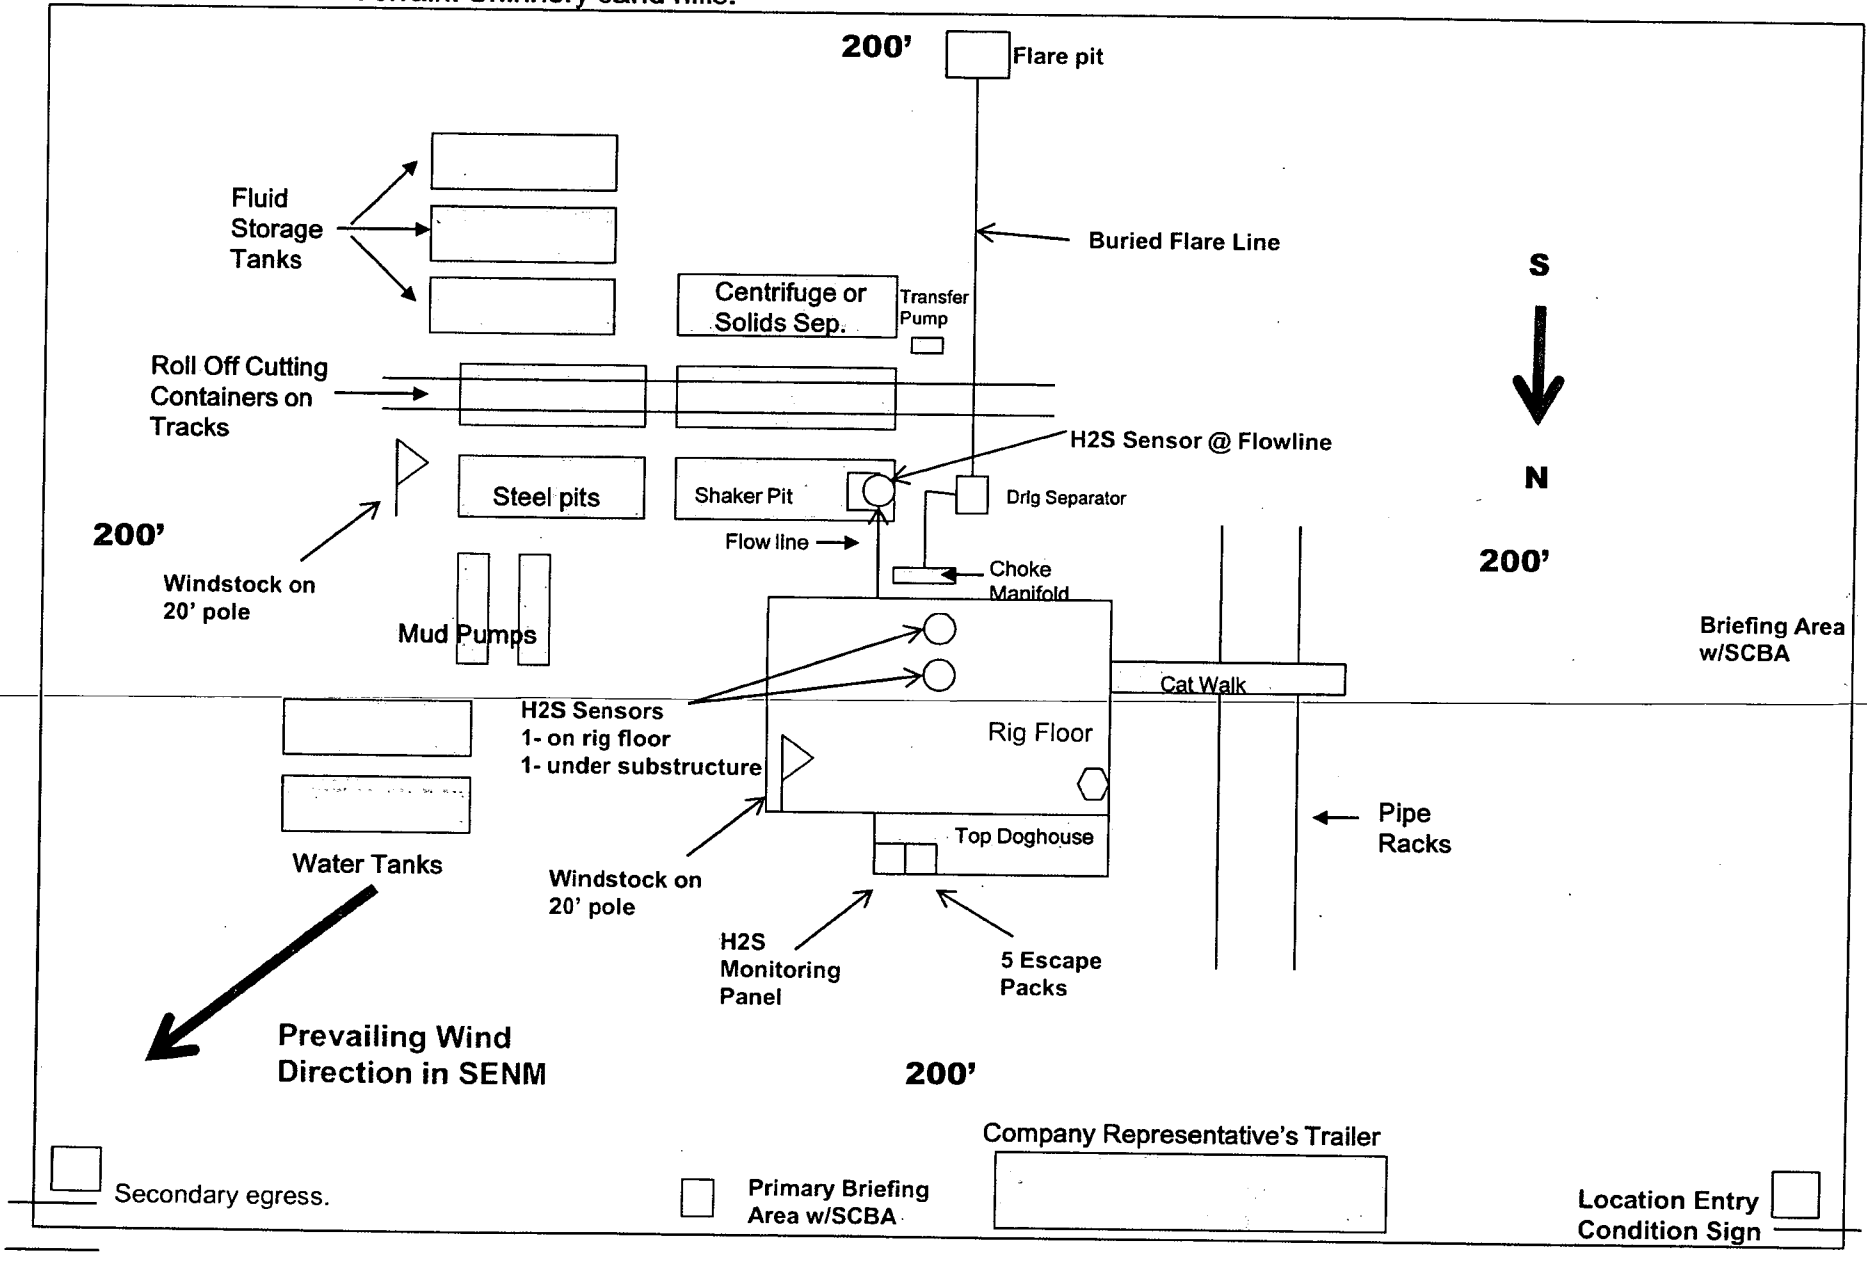 200’
Flare pit
Fluid
Storage
Tanks
Buried Flare Line
S
Centrifuge or
Solids Sep.
Transfer
Pump
Roll Off Cutting
Containers on
Tracks
H2S Sensor @ Flowline
N
Steel pits
Shaker Pit
Drlg Separator
200’
Flow line
200’
Windstock on
20’ pole
Choke
Manifold
Mud Pumps
Briefing Area
w/SCBA
Cat Walk
H2S Sensors
1- on rig floor
1- under substructure
Rig Floor
Pipe
Racks
Top Doghouse
Water Tanks
Windstock on
20’ pole
H2S
Monitoring
Panel
5 Escape
Packs
Prevailing Wind
Direction in SENM
200’
Company Representative’s Trailer
Secondary egress.
Primary Briefing
Area w/SCBA
Location Entry
Condition Sign